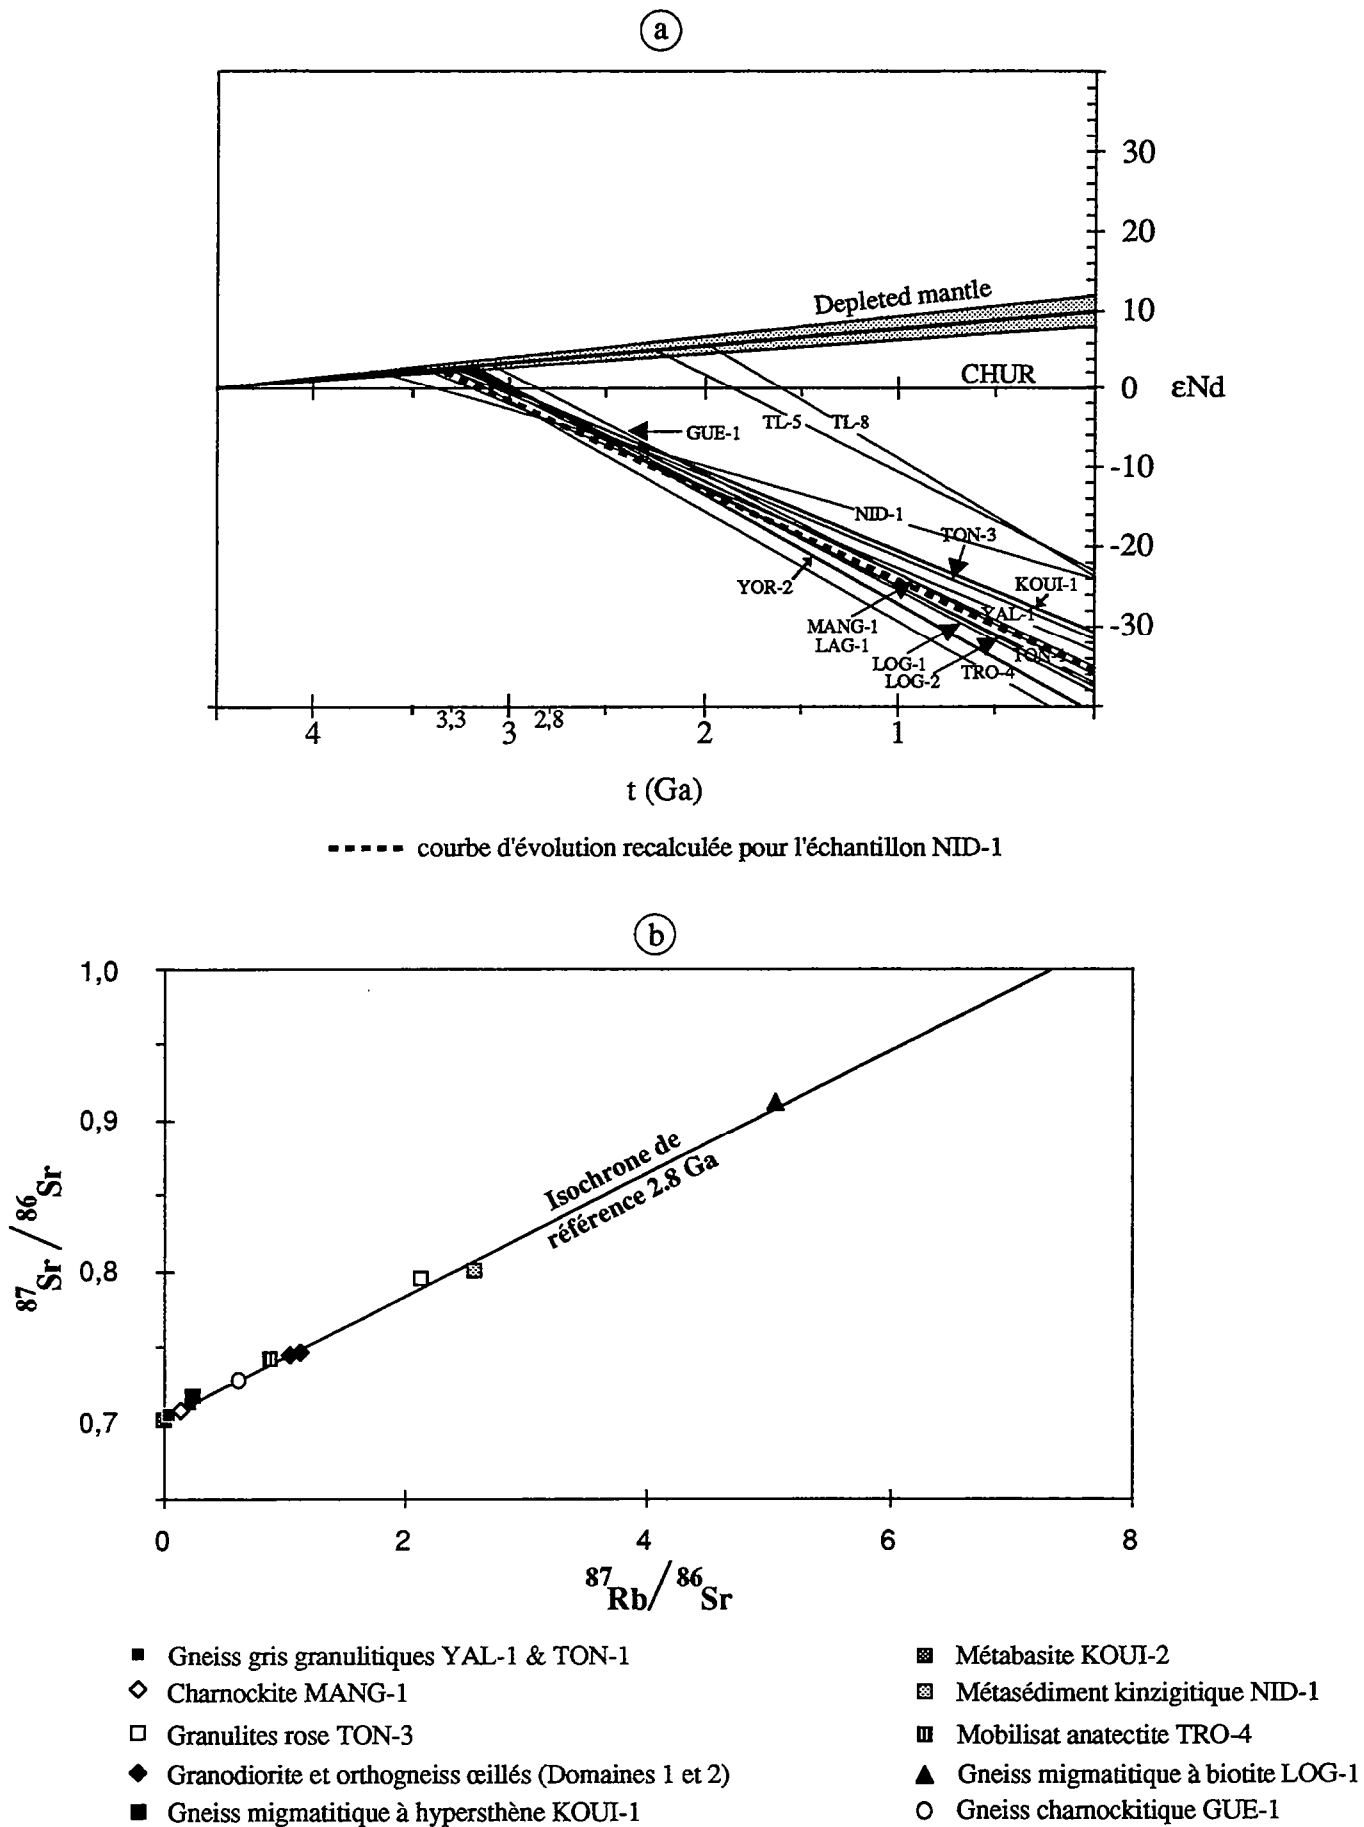 a
30
20
Depleted mantle
10
CHUR
0
εNd
GUE-1
TL-5
TL-8
-10
NID-1
TON-3
-20
YOR-2
KOUI-1
MANG-1
LAG-1
YAL-1
-30
LOG-1
LOG-2
TON-1
TRO-4
4
3,3
3
2,8
2
1
t (Ga)
courbe d'évolution recalculée pour l'échantillon NID-1
b
1,0
0,9
Isochrone de
référence 2.8 Ga
87Sr / 86Sr
0,8
0,7
0
2
4
6
8
87Rb/ 86Sr
Gneiss gris granulitiques YAL-1 & TON-1
Charnockite MANG-1
Granulites rose TON-3
Granodiorite et orthogneiss œillés (Domaines 1 et 2)
Gneiss migmatitique à hypersthène KOUI-1
Métabasite KOUI-2
Métasédiment kinzigitique NID-1
Mobilisat anatectite TRO-4
Gneiss migmatitique à biotite LOG-1
Gneiss charnockitique GUE-1